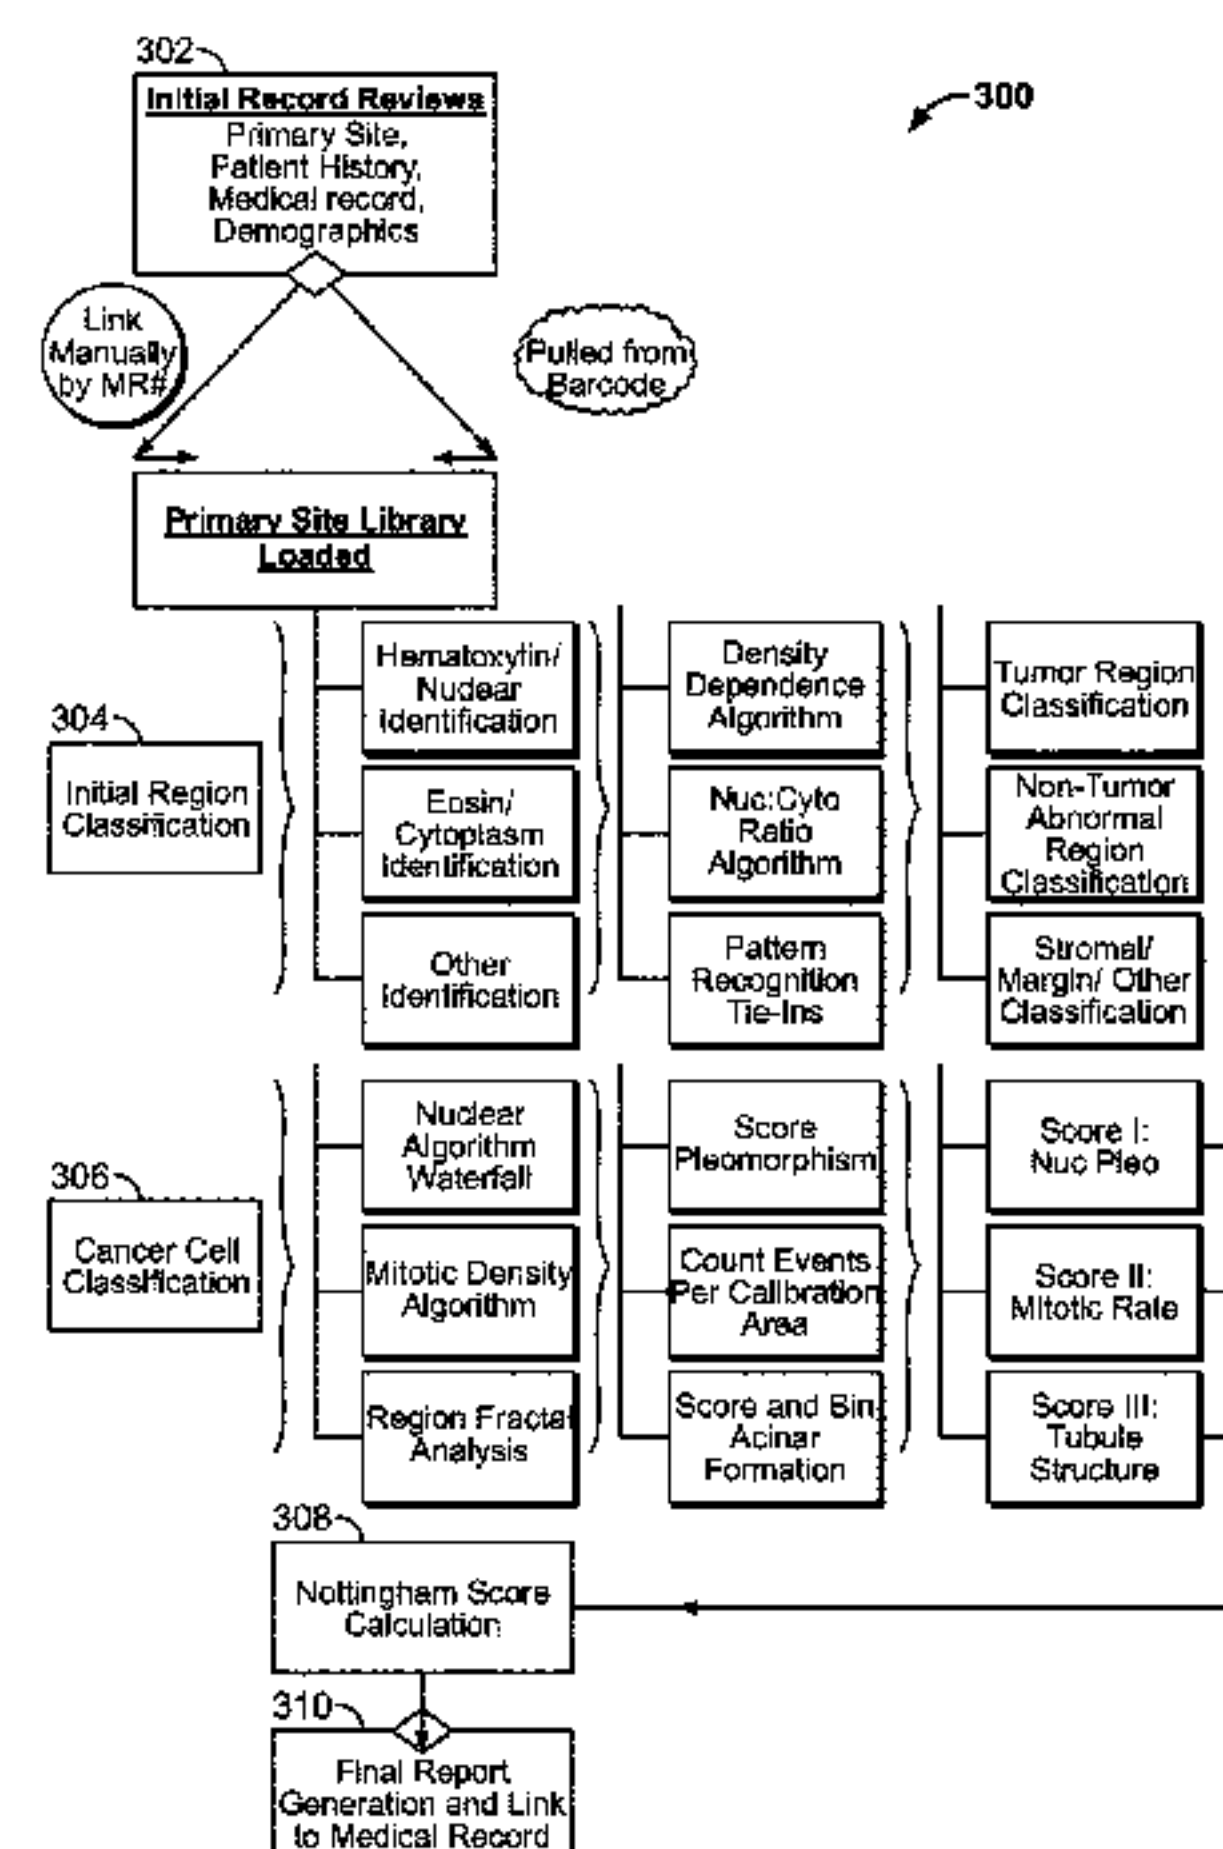 302
300
Initial Record Reviews
Primary Site,
Patient History,
Medical record,
Demographics
Link
Manually
by MR#
Pulled from
Barcode
Primary Site Library
Loaded
304
Initial Region
Classification
Hematoxylin/
Nuclear
Identification
Eosin/
Cytoplasm
Identification
Other
Identification
Density
Dependence
Algorithm
Nuc:Cyto
Ratio
Algorithm
Pattern
Recognition
Tie-Ins
Tumor Region
Classification
Non-Tumor
Abnormal
Region
Classification
Stromal/
Margin/ Other
Classification
306
Cancer Cell
Classification
Nuclear
Algorithm
Waterfall
Mitotic Density
Algorithm
Region Fractal
Analysis
Score
Pleomorphism
Count Events
Per Calibration
Area
Score and Bin
Acinar
Formation
Score I:
Nuc Pleo
Score II:
Mitotic Rate
Score III:
Tubule
Structure
308
Nottingham Score
Calculation
310
Final Report
Generation and Link
to Medical Record